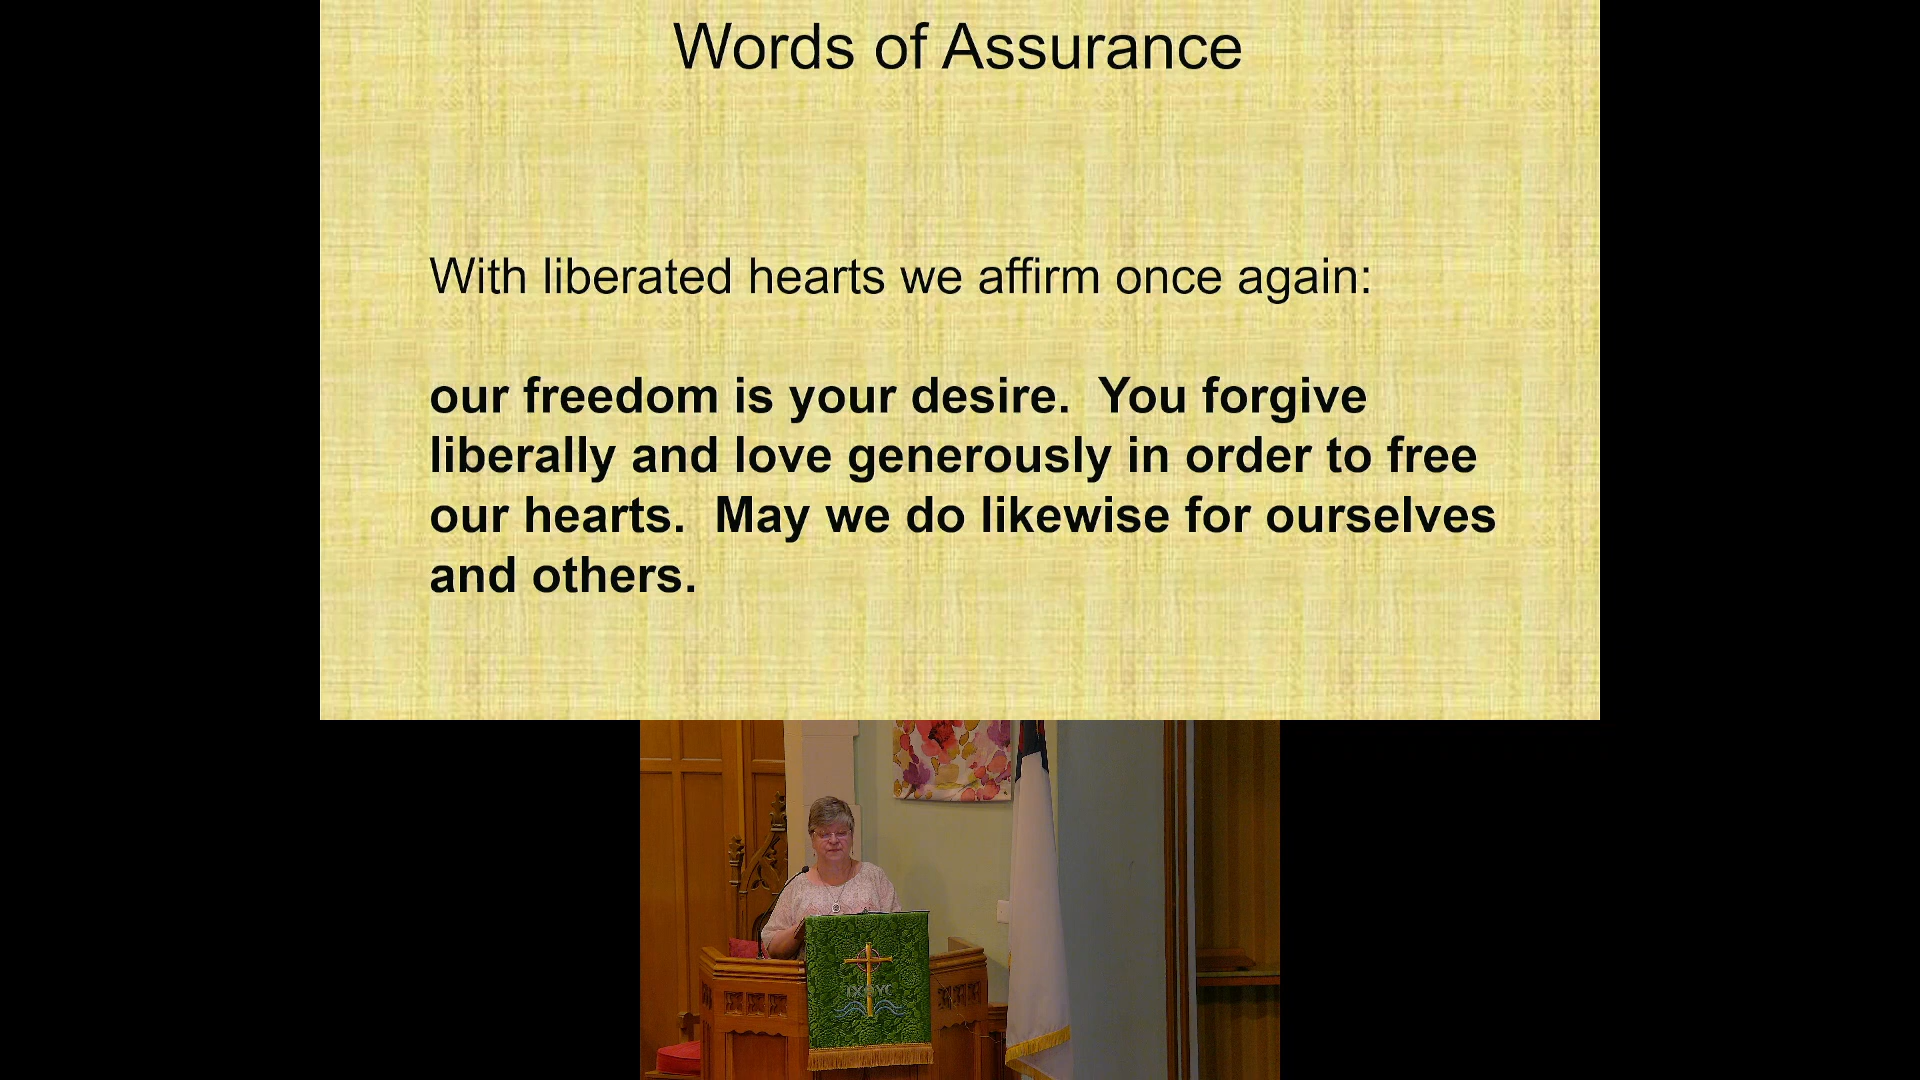 Words of Assurance
With liberated hearts we affirm once again:
our freedom is your desire.  You forgive
liberally and love generously in order to free
our hearts.  May we do likewise for ourselves
and others.